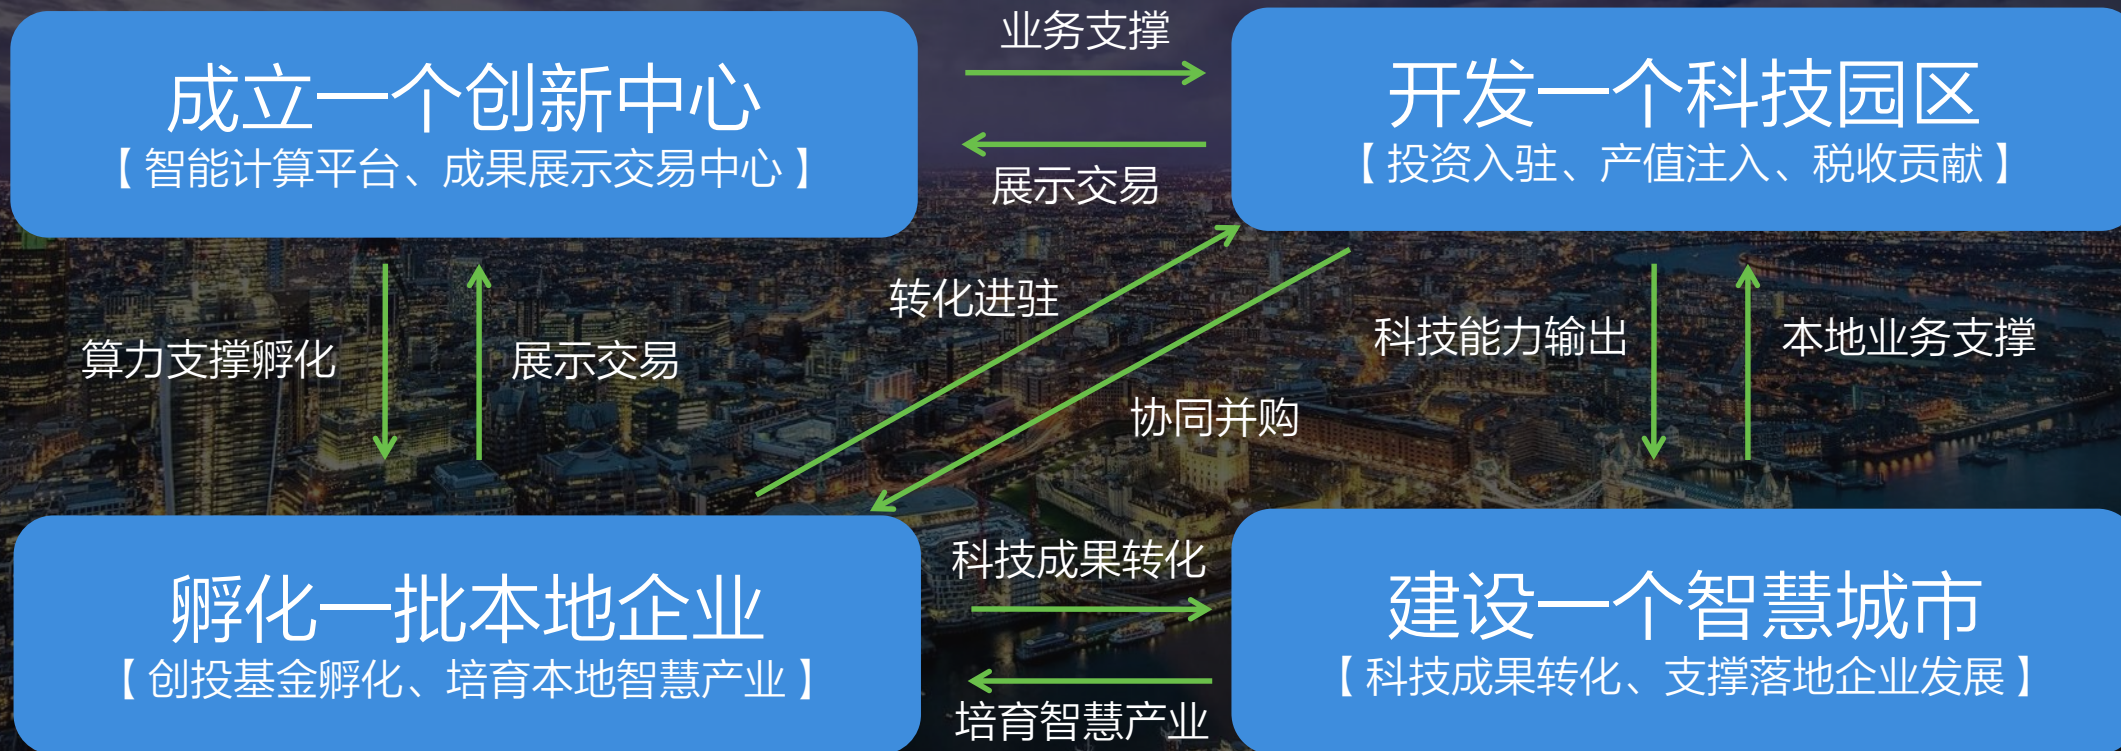 业务支撑
成立一个创新中心
【 智能计算平台、成果展示交易中心 】
开发一个科技园区
【 投资入驻、产值注入、税收贡献 】
展示交易
转化进驻
算力支撑孵化
展示交易
科技能力输出
本地业务支撑
协同并购
科技成果转化
孵化一批本地企业
【 创投基金孵化、培育本地智慧产业 】
建设一个智慧城市
【 科技成果转化、支撑落地企业发展 】
培育智慧产业